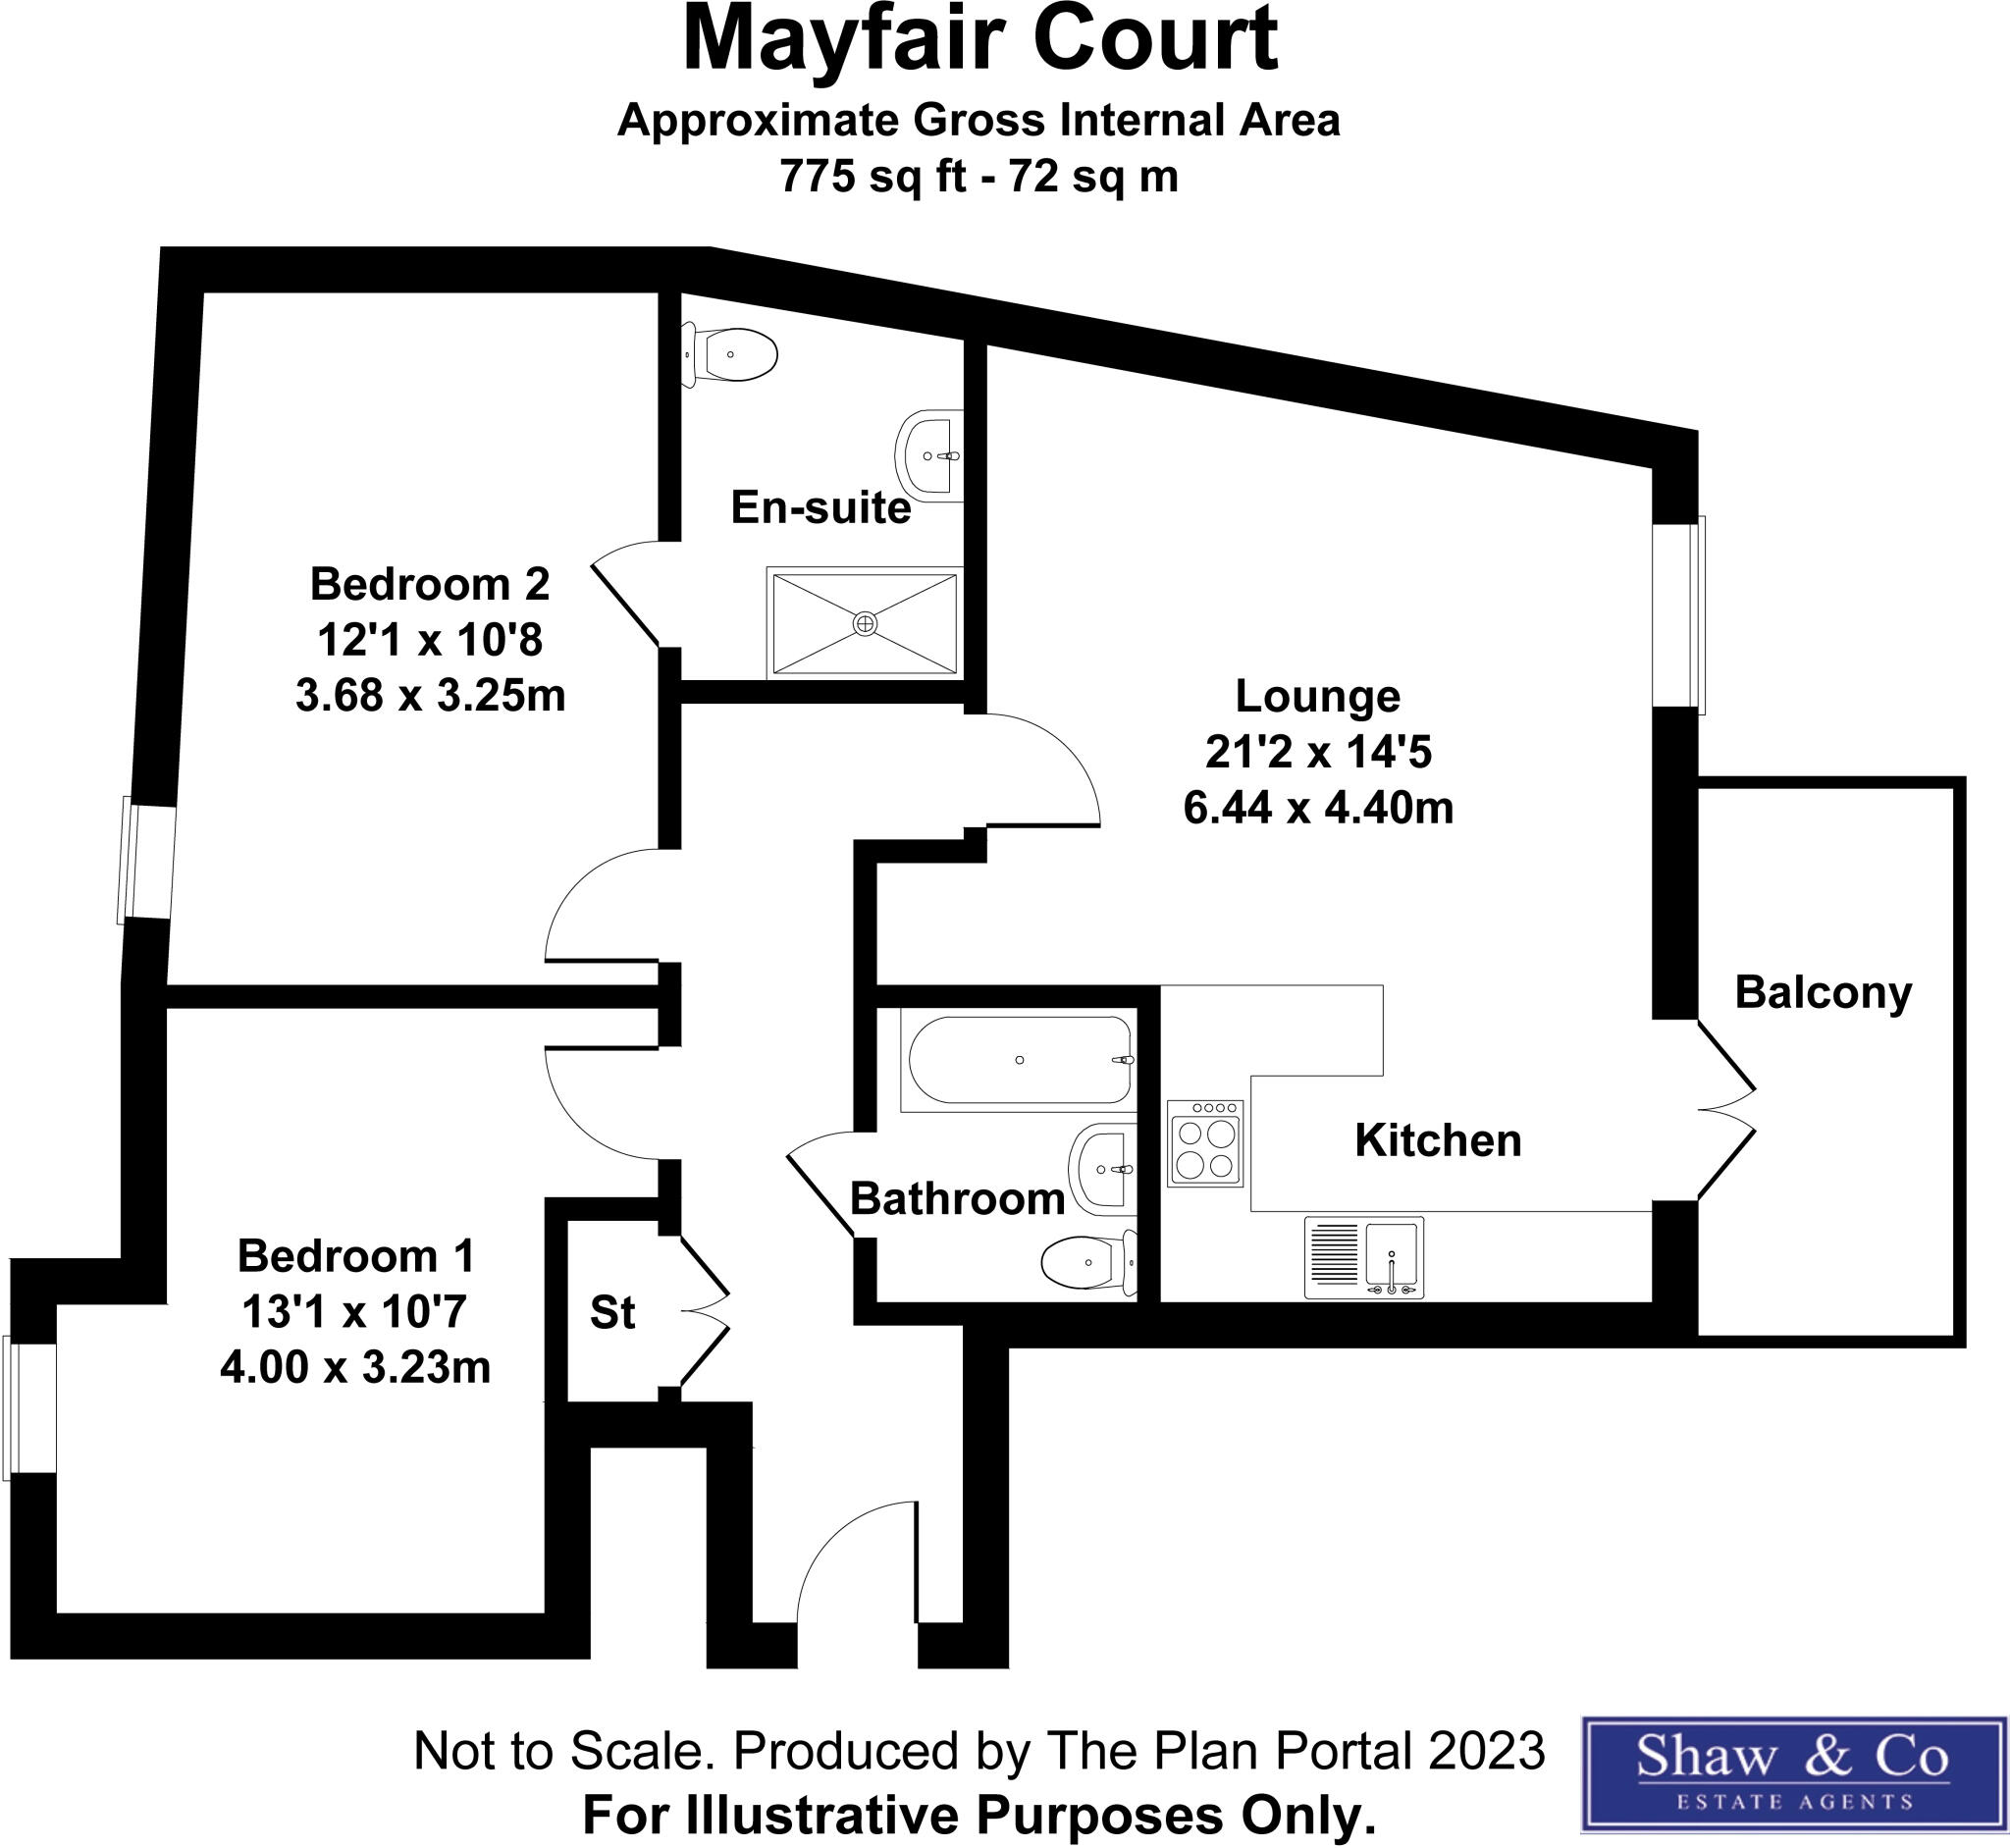 Mayfair Court
Approximate Gross Internal Area
775 sq ft - 72 sq m
En-suite
Bedroom 2
12'1 x 10'8
3.68 x 3.25m
Lounge
21'2 x 14'5
6.44 x 4.40m
Balcony
Kitchen
Bathroom
Bedroom 1
13'1 x 10'7
4.00 x 3.23m
St
Not to Scale. Produced by The Plan Portal 2023
For Illustrative Purposes Only.
Shaw & Co
ESTATE AGENTS